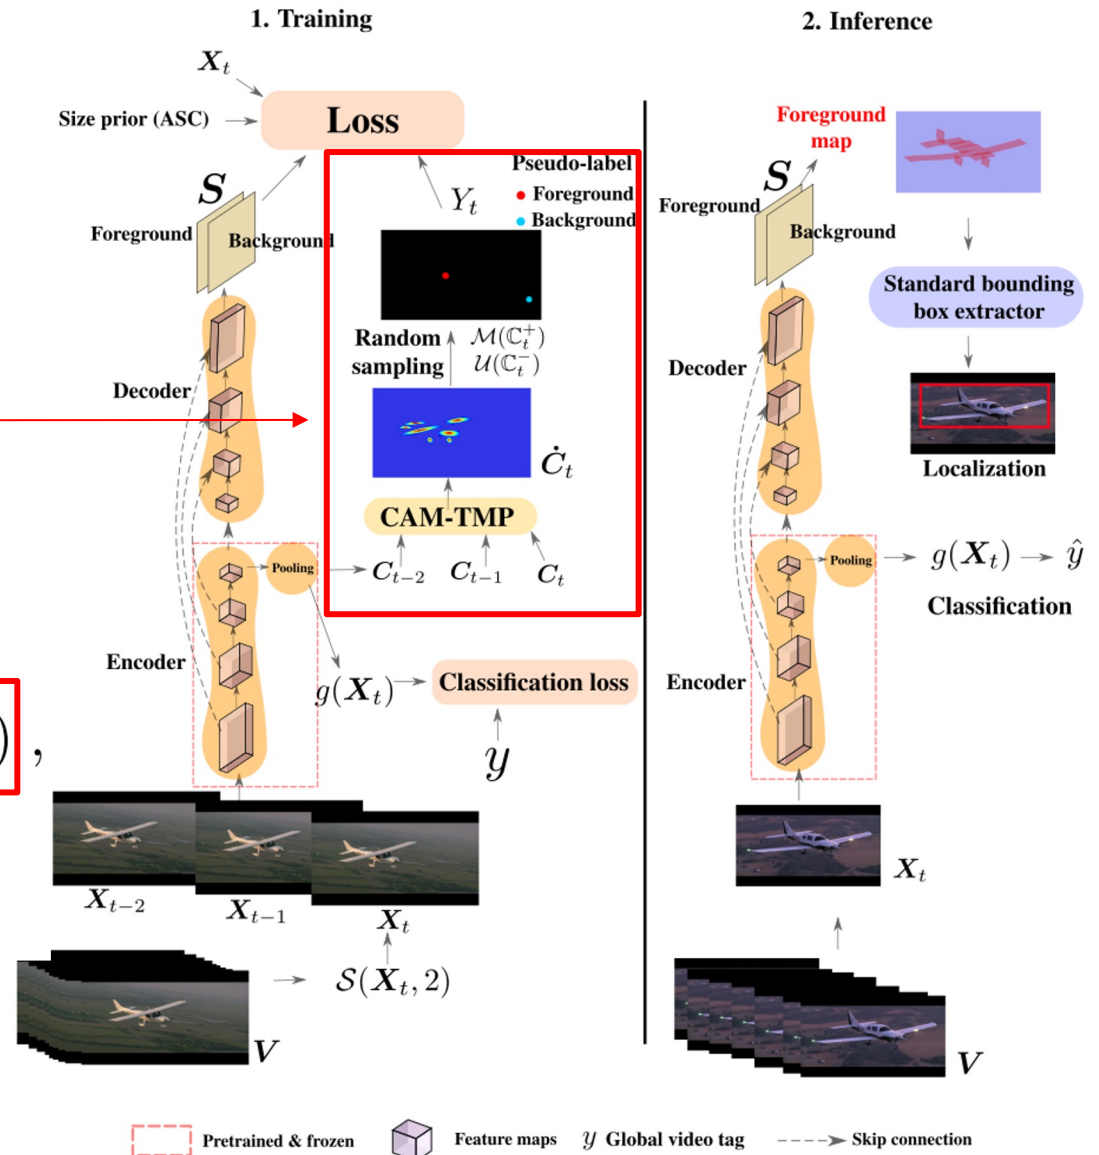 1. Training
X_t
Size prior (ASC)
Loss
Pseudo-label
Foreground
Background
S
Y_t
Foreground
Background
Random
sampling
M(ℂ_t^+)
U(ℂ_t^-)
Decoder
Ċ_t
CAM-TMP
Pooling
C_{t-2}
C_{t-1}
C_t
Encoder
g(X_t)
Classification loss
y
) ,
X_{t-2}
X_{t-1}
X_t
S(X_t, 2)
V
2. Inference
Foreground
map
S
Foreground
Background
Standard bounding
box extractor
Decoder
Localization
Pooling
g(X_t)
ŷ
Classification
Encoder
X_t
V
Pretrained & frozen
Feature maps
y Global video tag
Skip connection